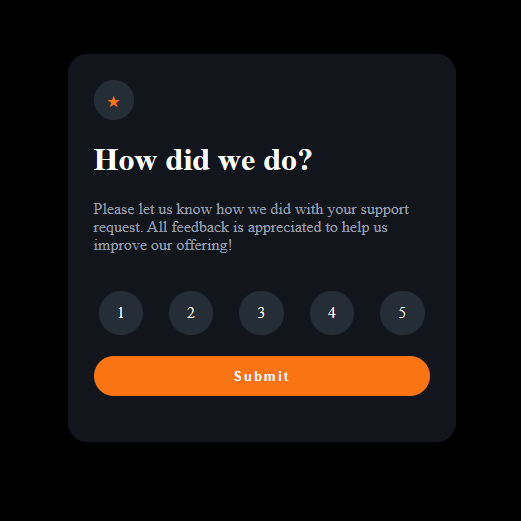 How did we do?
Please let us know how we did with your support
request. All feedback is appreciated to help us
improve our offering!
1 2 3 4 5
Submit